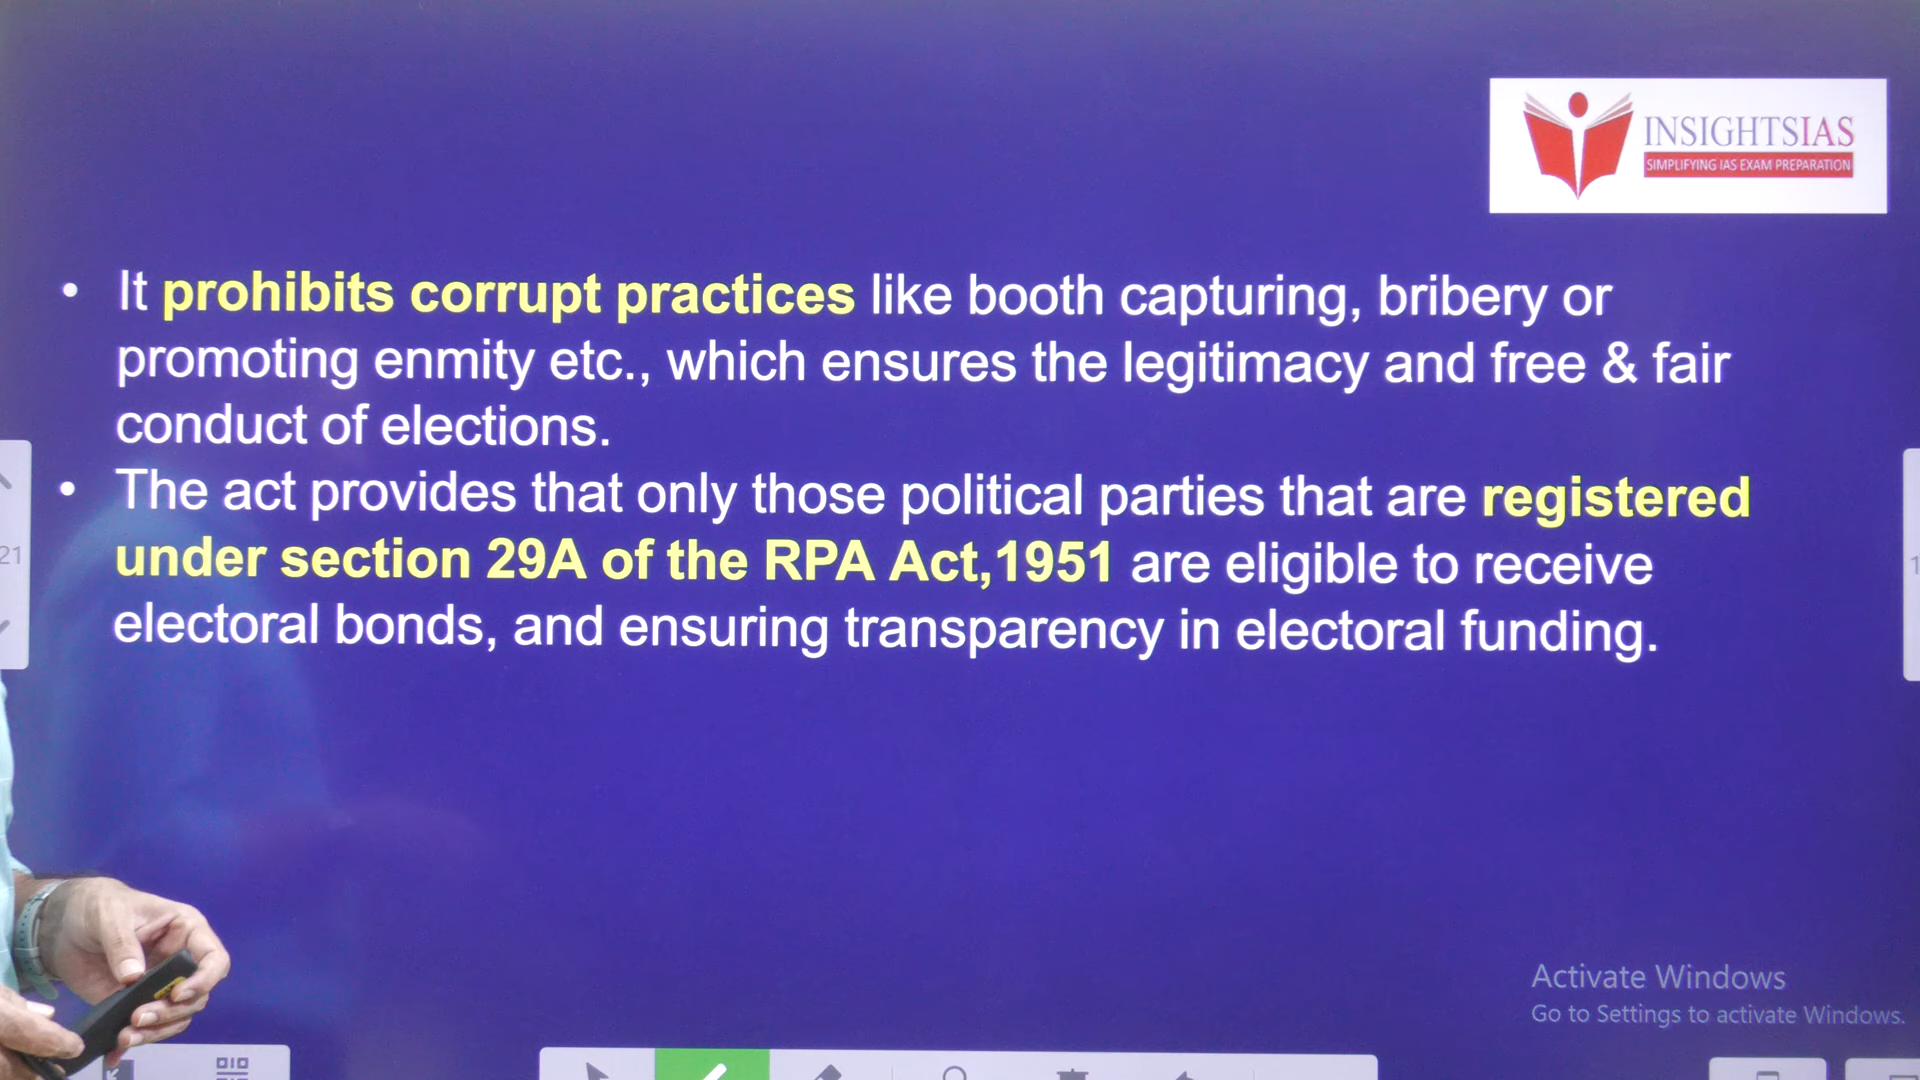 INSIGHTSIAS
SIMPLIFYING IAS EXAM PREPARATION
• It prohibits corrupt practices like booth capturing, bribery or
promoting enmity etc., which ensures the legitimacy and free & fair
conduct of elections.
• The act provides that only those political parties that are registered
under section 29A of the RPA Act,1951 are eligible to receive
electoral bonds, and ensuring transparency in electoral funding.
21
1
Activate Windows
Go to Settings to activate Windows.